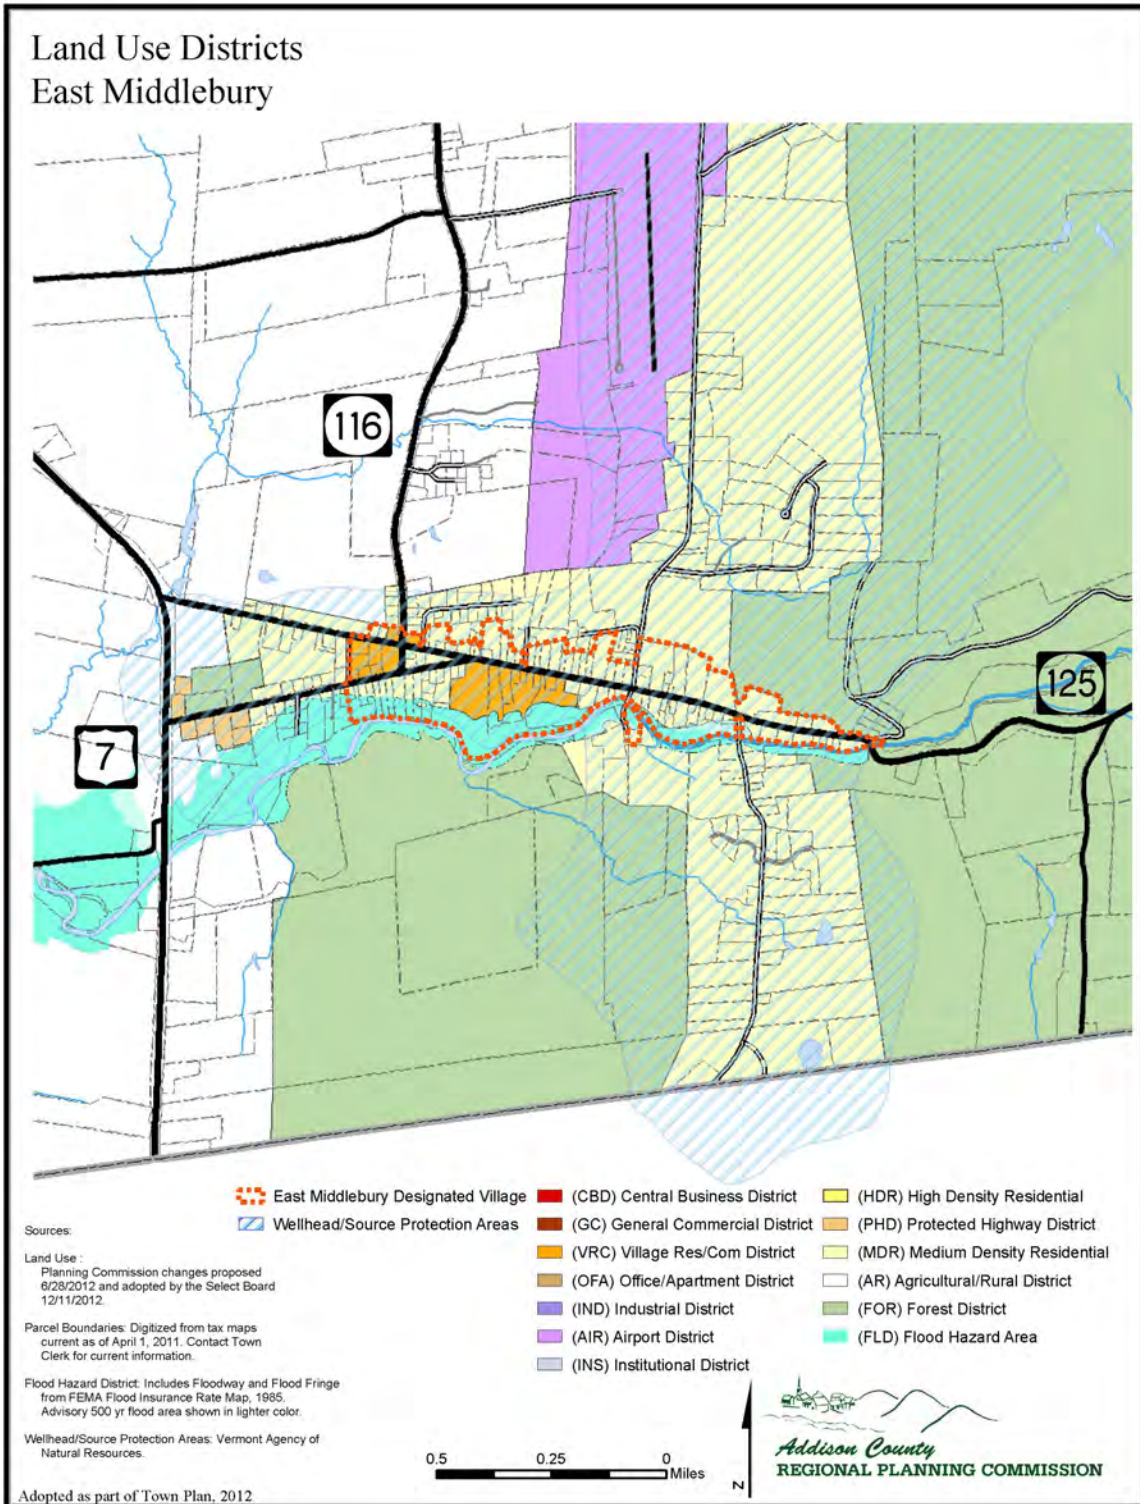 Land Use Districts
East Middlebury
116
125
7
East Middlebury Designated Village
Wellhead/Source Protection Areas
(CBD) Central Business District
(GC) General Commercial District
(VRC) Village Res/Com District
(OFA) Office/Apartment District
(IND) Industrial District
(AIR) Airport District
(INS) Institutional District
(HDR) High Density Residential
(PHD) Protected Highway District
(MDR) Medium Density Residential
(AR) Agricultural/Rural District
(FOR) Forest District
(FLD) Flood Hazard Area
Sources:
Land Use :
Planning Commission changes proposed
6/28/2012 and adopted by the Select Board
12/11/2012.
Parcel Boundaries: Digitized from tax maps
current as of April 1, 2011. Contact Town
Clerk for current information.
Flood Hazard District: Includes Floodway and Flood Fringe
from FEMA Flood Insurance Rate Map, 1985.
Advisory 500 yr flood area shown in lighter color.
Wellhead/Source Protection Areas: Vermont Agency of
Natural Resources.
0.5 0.25 0
Miles
N
Addison County
REGIONAL PLANNING COMMISSION
Adopted as part of Town Plan, 2012